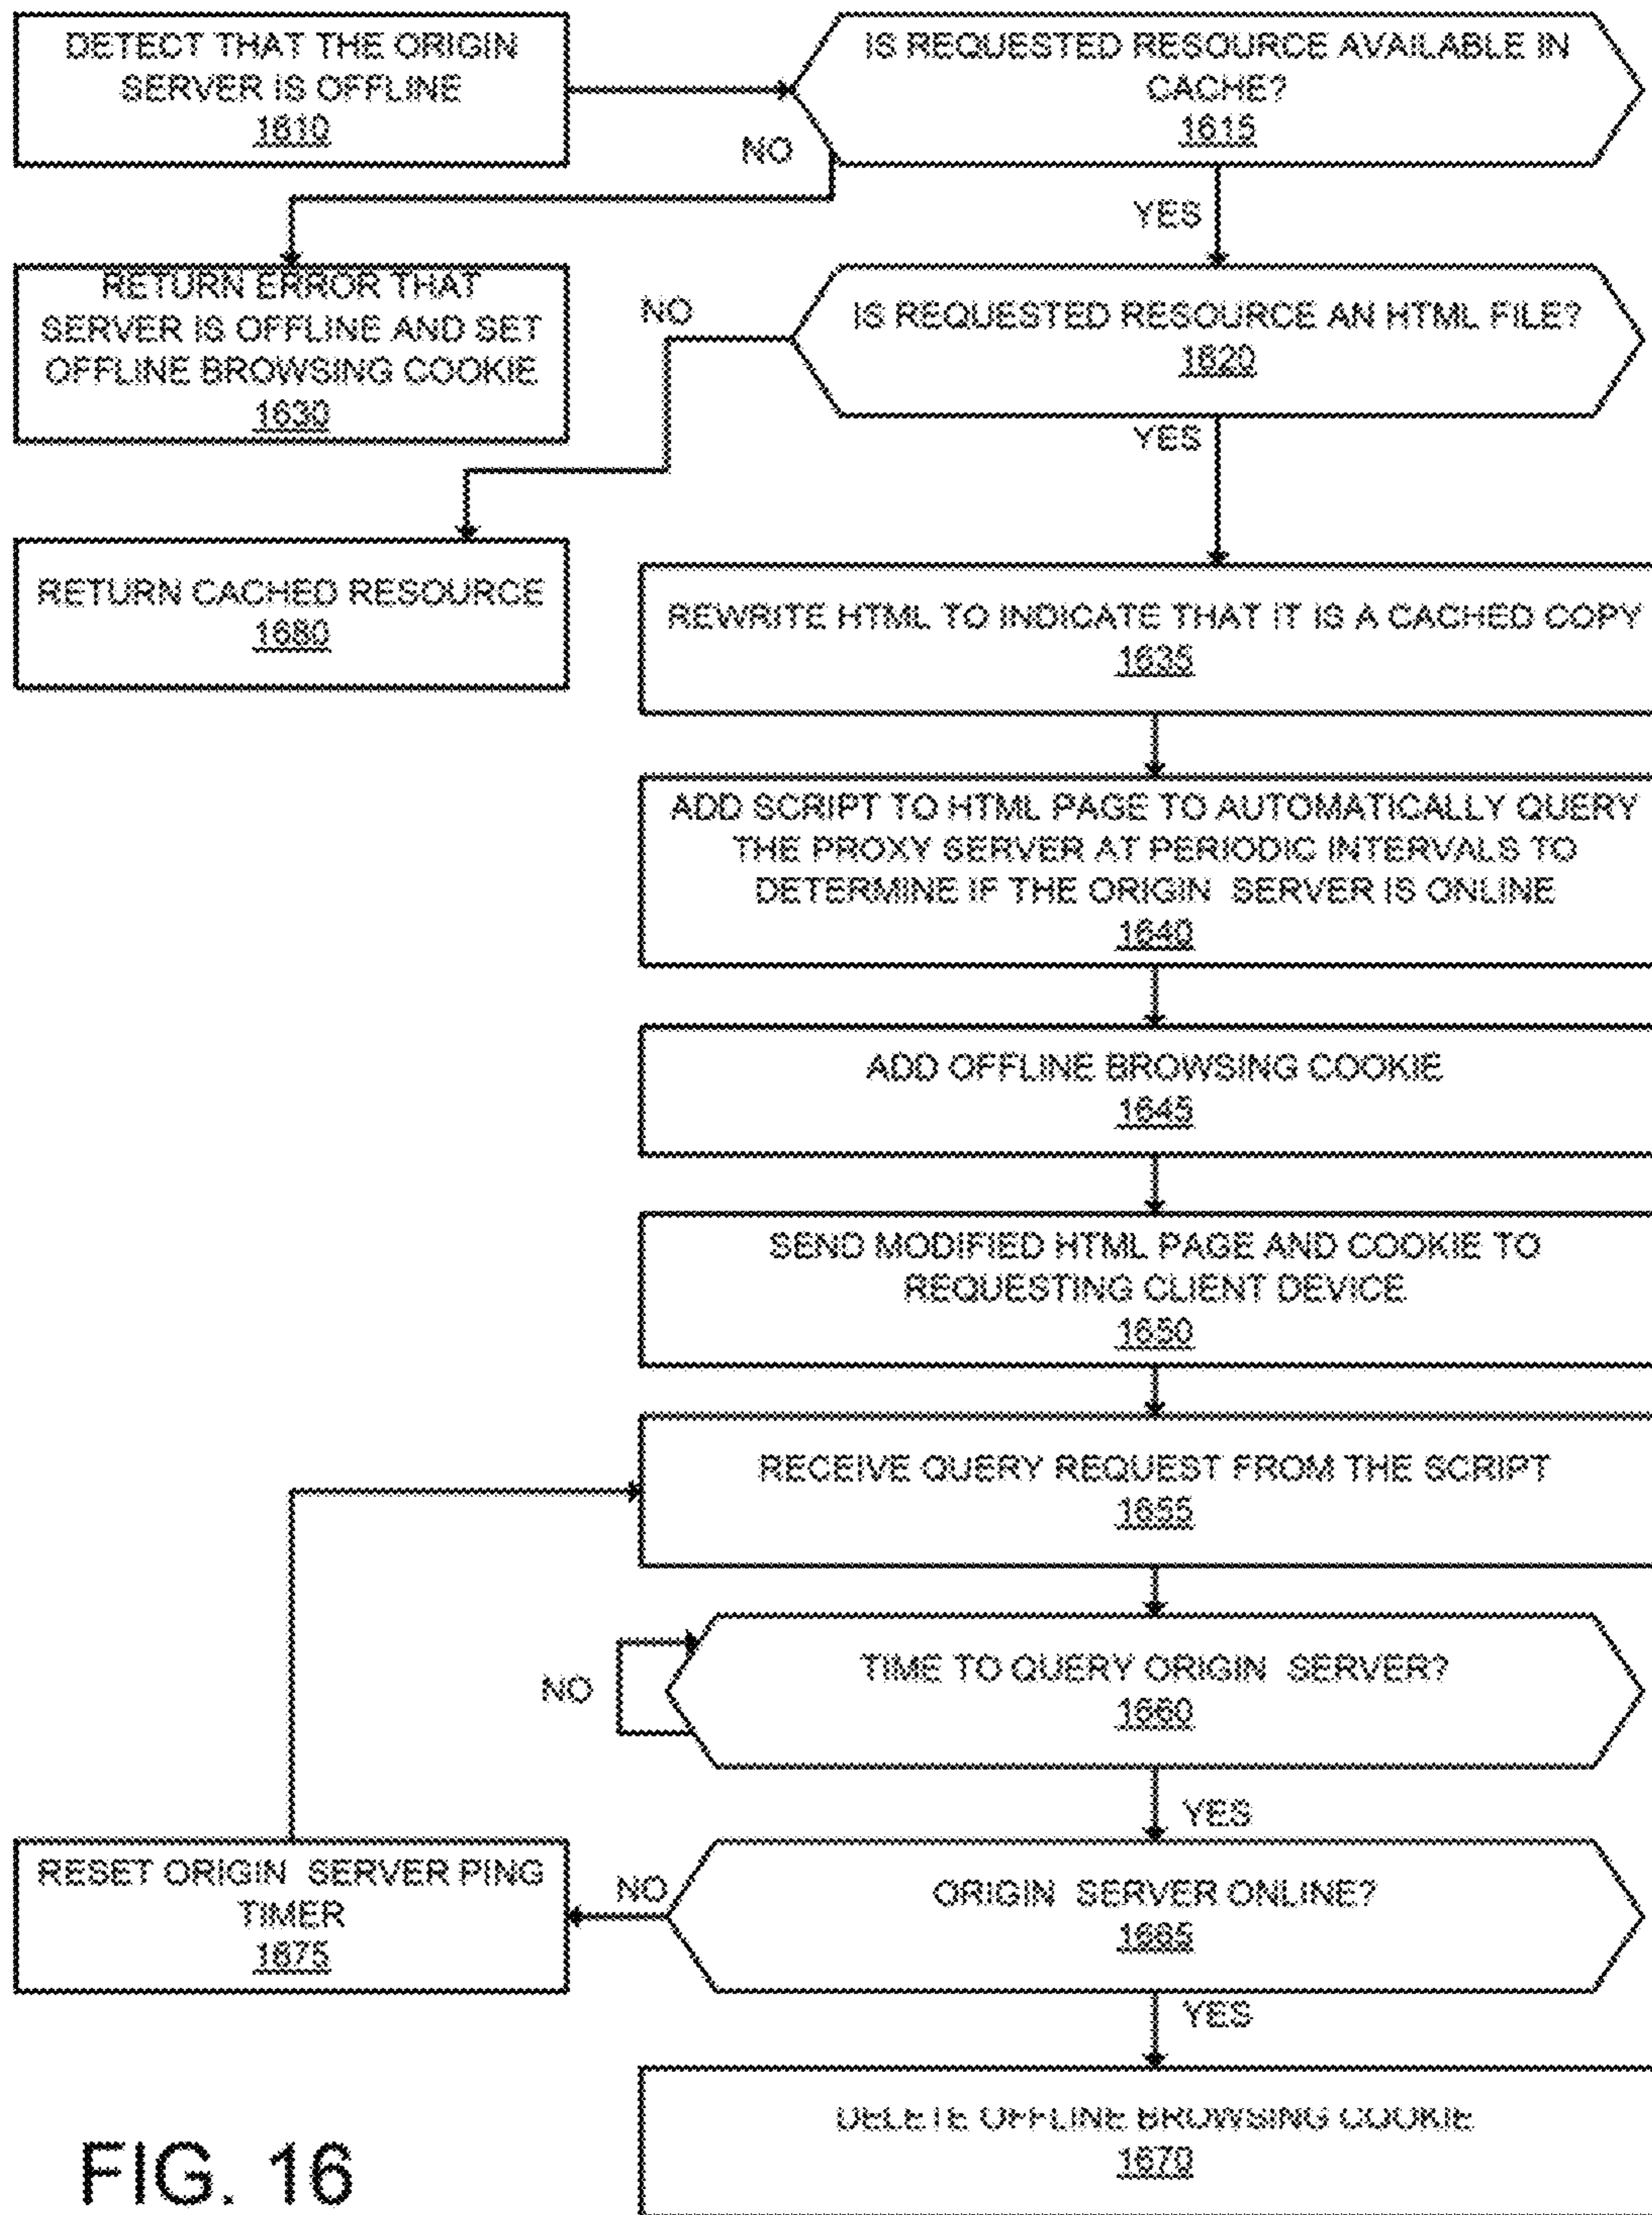 DETECT THAT THE ORIGIN
SERVER IS OFFLINE
1610
IS REQUESTED RESOURCE AVAILABLE IN
CACHE?
1615
NO
YES
RETURN ERROR THAT
SERVER IS OFFLINE AND SET
OFFLINE BROWSING COOKIE
1630
NO
IS REQUESTED RESOURCE AN HTML FILE?
1620
YES
RETURN CACHED RESOURCE
1680
REWRITE HTML TO INDICATE THAT IT IS A CACHED COPY
1635
ADD SCRIPT TO HTML PAGE TO AUTOMATICALLY QUERY
THE PROXY SERVER AT PERIODIC INTERVALS TO
DETERMINE IF THE ORIGIN SERVER IS ONLINE
1640
ADD OFFLINE BROWSING COOKIE
1645
SEND MODIFIED HTML PAGE AND COOKIE TO
REQUESTING CLIENT DEVICE
1650
RECEIVE QUERY REQUEST FROM THE SCRIPT
1655
NO
TIME TO QUERY ORIGIN SERVER?
1660
YES
RESET ORIGIN SERVER PING
TIMER
1675
NO
ORIGIN SERVER ONLINE?
1665
YES
DELETE OFFLINE BROWSING COOKIE
1670
FIG. 16